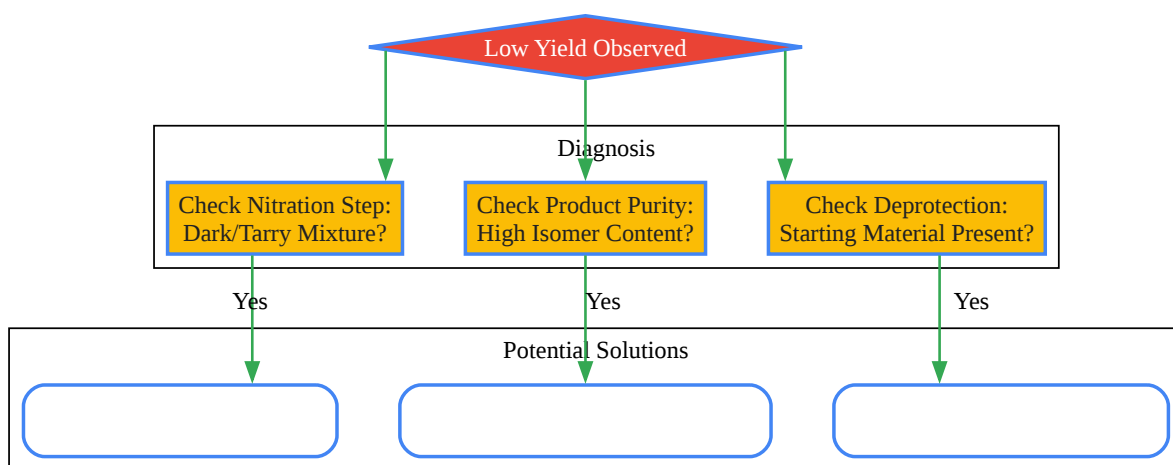 Low Yield Observed
Diagnosis
Check Nitration Step:
Dark/Tarry Mixture?
Check Product Purity:
High Isomer Content?
Check Deprotection:
Starting Material Present?
Yes
Yes
Yes
Potential Solutions